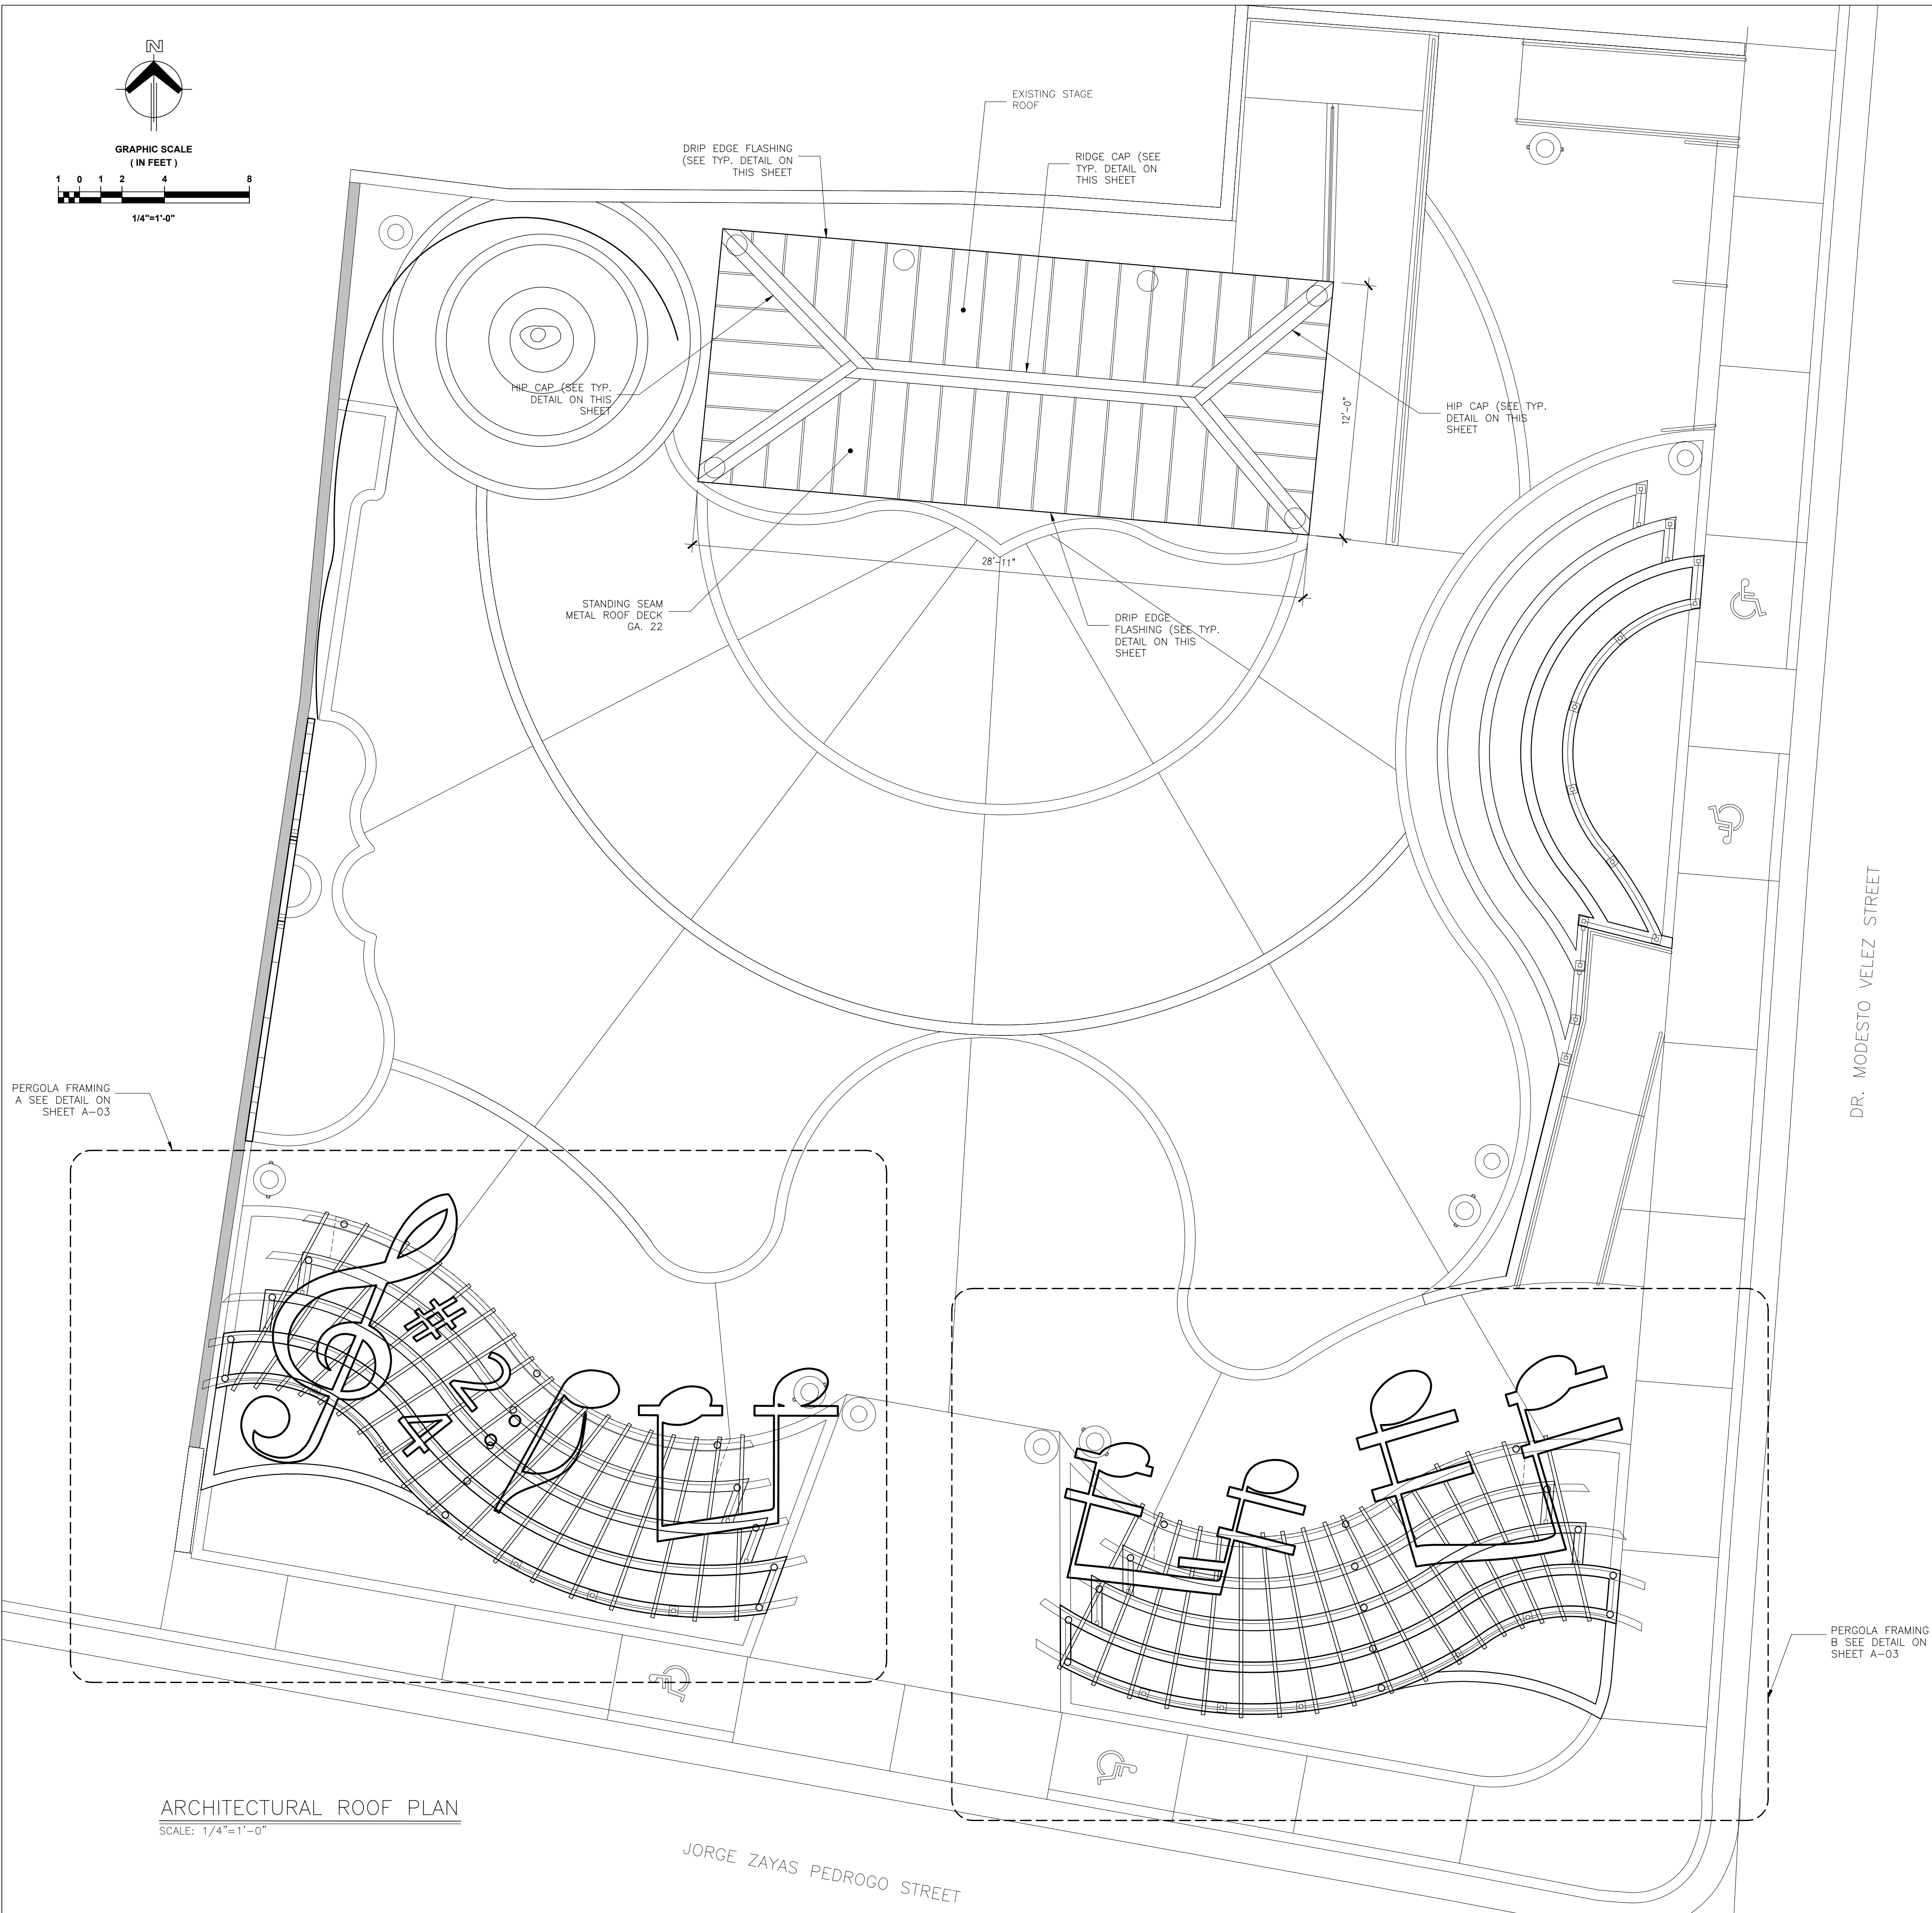 N
GRAPHIC SCALE
( IN FEET )
1 0 1 2 4 8
1/4"=1'-0"
EXISTING STAGE
ROOF
DRIP EDGE FLASHING
(SEE TYP. DETAIL ON
THIS SHEET
RIDGE CAP (SEE
TYP. DETAIL ON
THIS SHEET
HIP CAP (SEE TYP.
DETAIL ON THIS
SHEET
HIP CAP (SEE TYP.
DETAIL ON THIS
SHEET
12'-0"
28'-11"
STANDING SEAM
METAL ROOF DECK
GA. 22
DRIP EDGE
FLASHING (SEE TYP.
DETAIL ON THIS
SHEET
DR. MODESTO VELEZ STREET
PERGOLA FRAMING
A SEE DETAIL ON
SHEET A-03
2
4
PERGOLA FRAMING
B SEE DETAIL ON
SHEET A-03
ARCHITECTURAL ROOF PLAN
SCALE: 1/4"=1'-0"
JORGE ZAYAS PEDROGO STREET